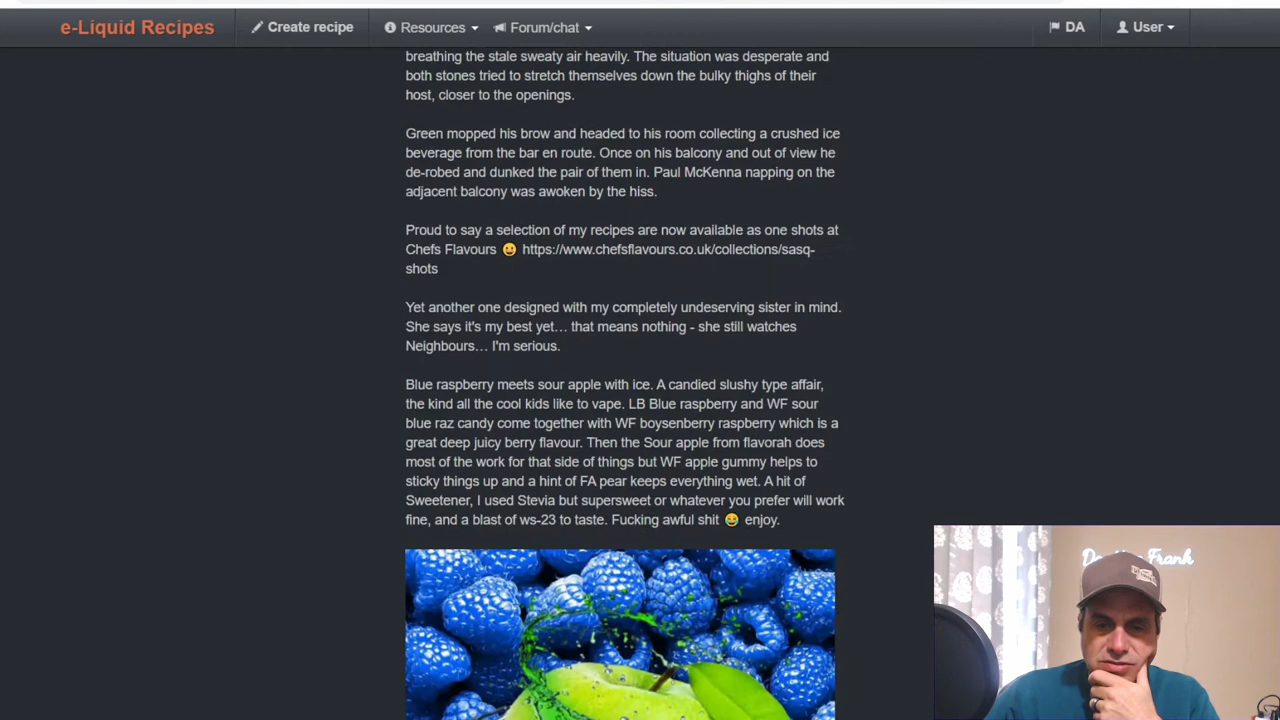 e-Liquid Recipes Create recipe Resources Forum/chat DA User
breathing the stale sweaty air heavily. The situation was desperate and
both stones tried to stretch themselves down the bulky thighs of their
host, closer to the openings.
Green mopped his brow and headed to his room collecting a crushed ice
beverage from the bar en route. Once on his balcony and out of view he
de-robed and dunked the pair of them in. Paul McKenna napping on the
adjacent balcony was awoken by the hiss.
Proud to say a selection of my recipes are now available as one shots at
Chefs Flavours 😀 https://www.chefsflavours.co.uk/collections/sasq-
shots
Yet another one designed with my completely undeserving sister in mind.
She says it's my best yet… that means nothing - she still watches
Neighbours… I'm serious.
Blue raspberry meets sour apple with ice. A candied slushy type affair,
the kind all the cool kids like to vape. LB Blue raspberry and WF sour
blue raz candy come together with WF boysenberry raspberry which is a
great deep juicy berry flavour. Then the Sour apple from flavorah does
most of the work for that side of things but WF apple gummy helps to
sticky things up and a hint of FA pear keeps everything wet. A hit of
Sweetener, I used Stevia but supersweet or whatever you prefer will work
fine, and a blast of ws-23 to taste. Fucking awful shit 😂 enjoy.
Frank